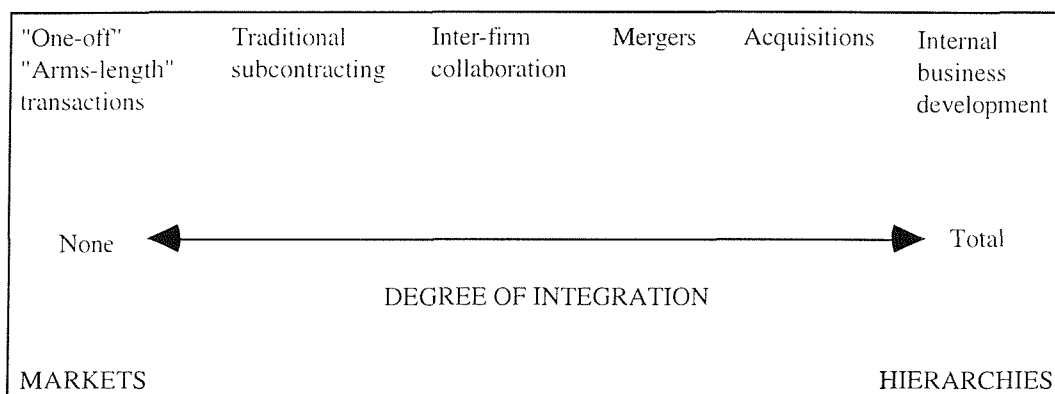 "One-off" Traditional Inter-firm Mergers Acquisitions Internal
"Arms-length" subcontracting collaboration business
transactions development
None Total
DEGREE OF INTEGRATION
MARKETS HIERARCHIES